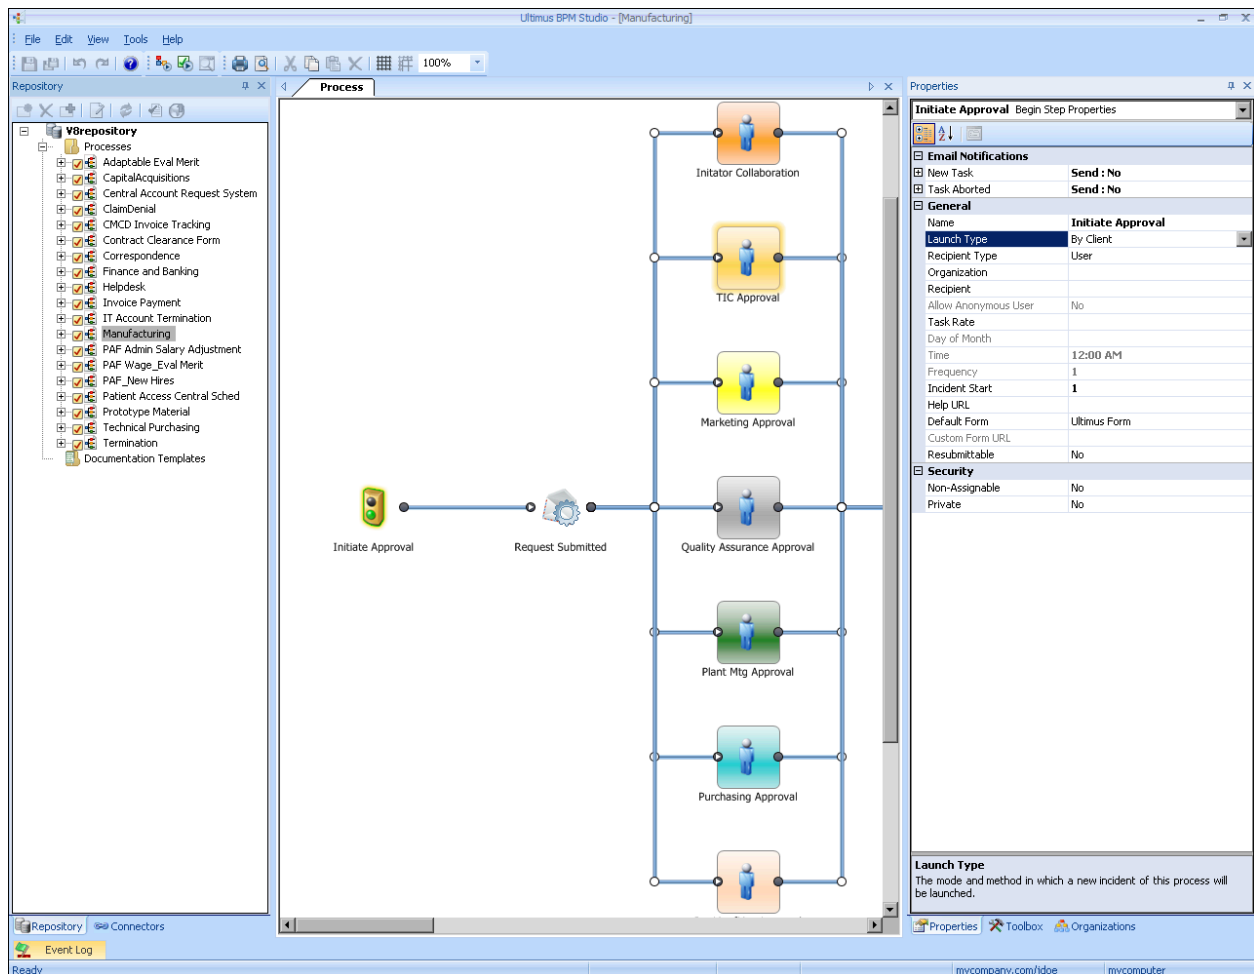 Ultimus BPM Studio - [Manufacturing]
File Edit View Tools Help
100%
Repository
V8repository
Processes
Adaptable Eval Merit
CapitalAcquisitions
Central Account Request System
ClaimDenial
CMCD Invoice Tracking
Contract Clearance Form
Correspondence
Finance and Banking
Helpdesk
Invoice Payment
IT Account Termination
Manufacturing
PAF Admin Salary Adjustment
PAF Wage_Eval Merit
PAF_New Hires
Patient Access Central Sched
Prototype Material
Technical Purchasing
Termination
Documentation Templates
Repository Connectors
Process
Initator Collaboration
TIC Approval
Marketing Approval
Initiate Approval
Request Submitted
Quality Assurance Approval
Plant Mtg Approval
Purchasing Approval
Properties
Initiate Approval Begin Step Properties
Email Notifications
New Task Send : No
Task Aborted Send : No
General
Name Initiate Approval
Launch Type By Client
Recipient Type User
Organization
Recipient
Allow Anonymous User No
Task Rate
Day of Month
Time 12:00 AM
Frequency 1
Incident Start 1
Help URL
Default Form Ultimus Form
Custom Form URL
Resubmittable No
Security
Non-Assignable No
Private No
Launch Type
The mode and method in which a new incident of this process will
be launched.
Properties Toolbox Organizations
Event Log
Ready mycompany.com/jdoe mycomputer